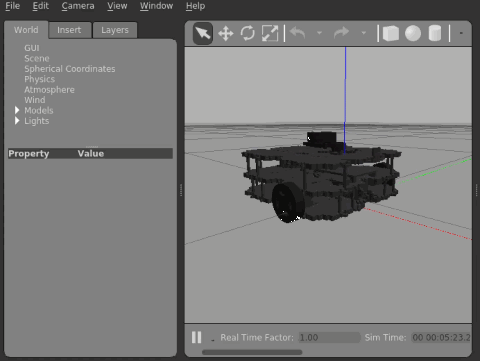 File Edit Camera View Window Help
World Insert Layers
GUI
Scene
Spherical Coordinates
Physics
Atmosphere
Wind
Models
Lights
Property Value
Real Time Factor: 1.00 Sim Time: 00 00:05:23.2